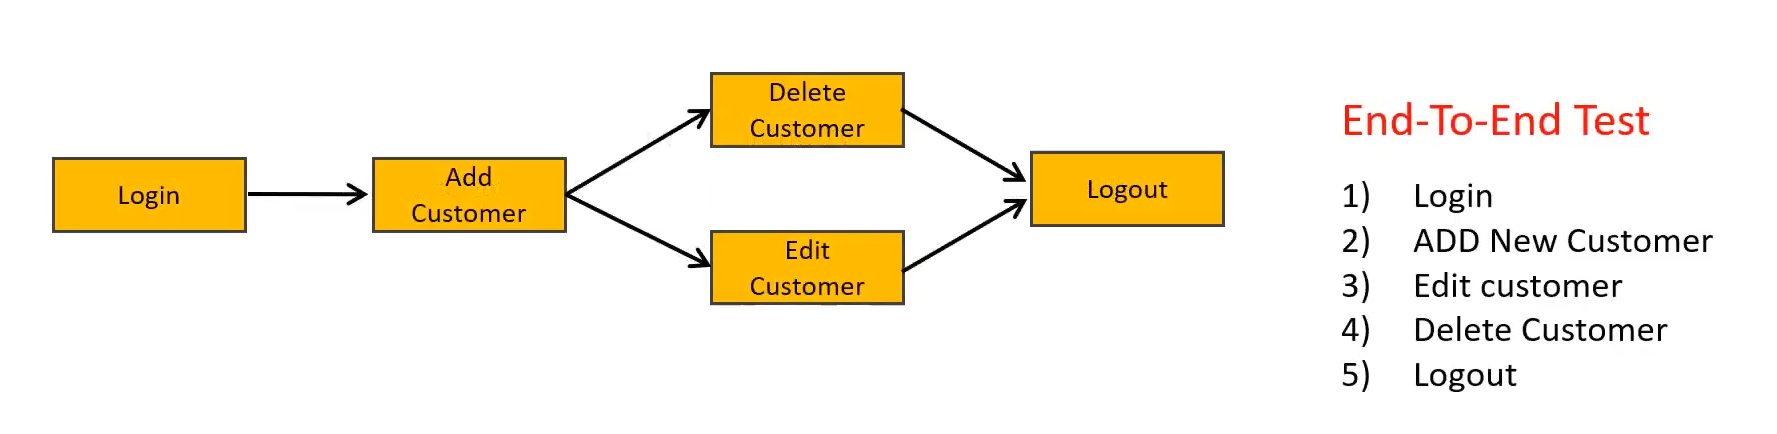 Login
Add
Customer
Delete
Customer
Edit
Customer
Logout
End-To-End Test
1) Login
2) ADD New Customer
3) Edit customer
4) Delete Customer
5) Logout